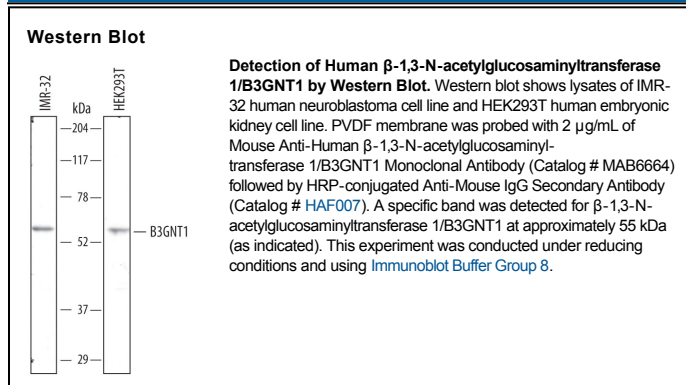 Western Blot
IMR-32
kDa
HEK293T
204
117
78
52
37
29
B3GNT1
Detection of Human β-1,3-N-acetylglucosaminyltransferase
1/B3GNT1 by Western Blot. Western blot shows lysates of IMR-
32 human neuroblastoma cell line and HEK293T human embryonic
kidney cell line. PVDF membrane was probed with 2 µg/mL of
Mouse Anti-Human β-1,3-N-acetylglucosaminyl-
transferase 1/B3GNT1 Monoclonal Antibody (Catalog # MAB6664)
followed by HRP-conjugated Anti-Mouse IgG Secondary Antibody
(Catalog # HAF007). A specific band was detected for β-1,3-N-
acetylglucosaminyltransferase 1/B3GNT1 at approximately 55 kDa
(as indicated). This experiment was conducted under reducing
conditions and using Immunoblot Buffer Group 8.